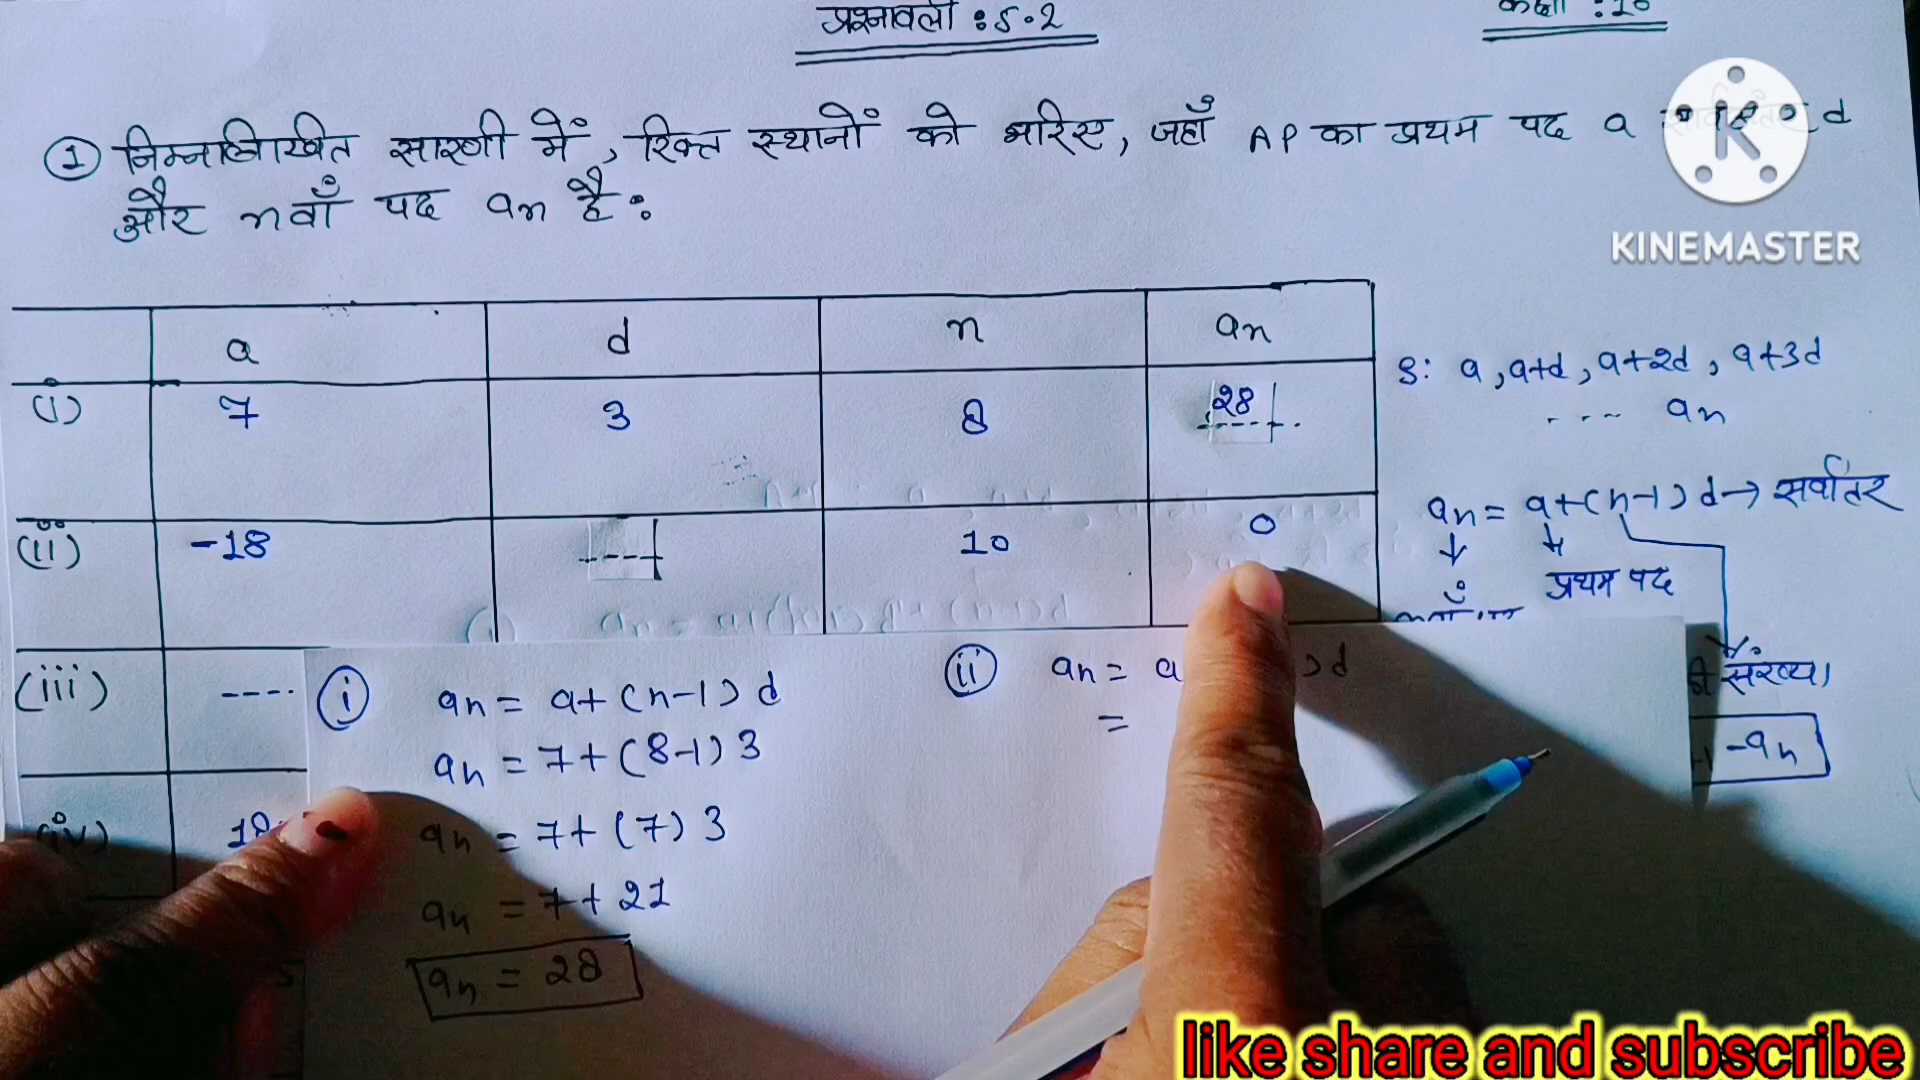 प्रश्नावली : 5.2
कक्षा : 10
① निम्नलिखित सारणी में, रिक्त स्थानों को भरिए, जहाँ AP का प्रथम पद a d
और nवाँ पद an है :
KINEMASTER
a d n an
(i) 7 3 8 28
(ii) -18 ---- 10 0
(iii) ----
(iv)
S: a, a+d, a+2d, a+3d
.... an
an = a+(n-1) d → सर्वांतर
प्रथम पद
संख्या
-an
(i) an = a+(n-1) d
an = 7+(8-1) 3
an = 7+(7) 3
an = 7+21
an = 28
(ii) an = a ) d
=
like share and subscribe